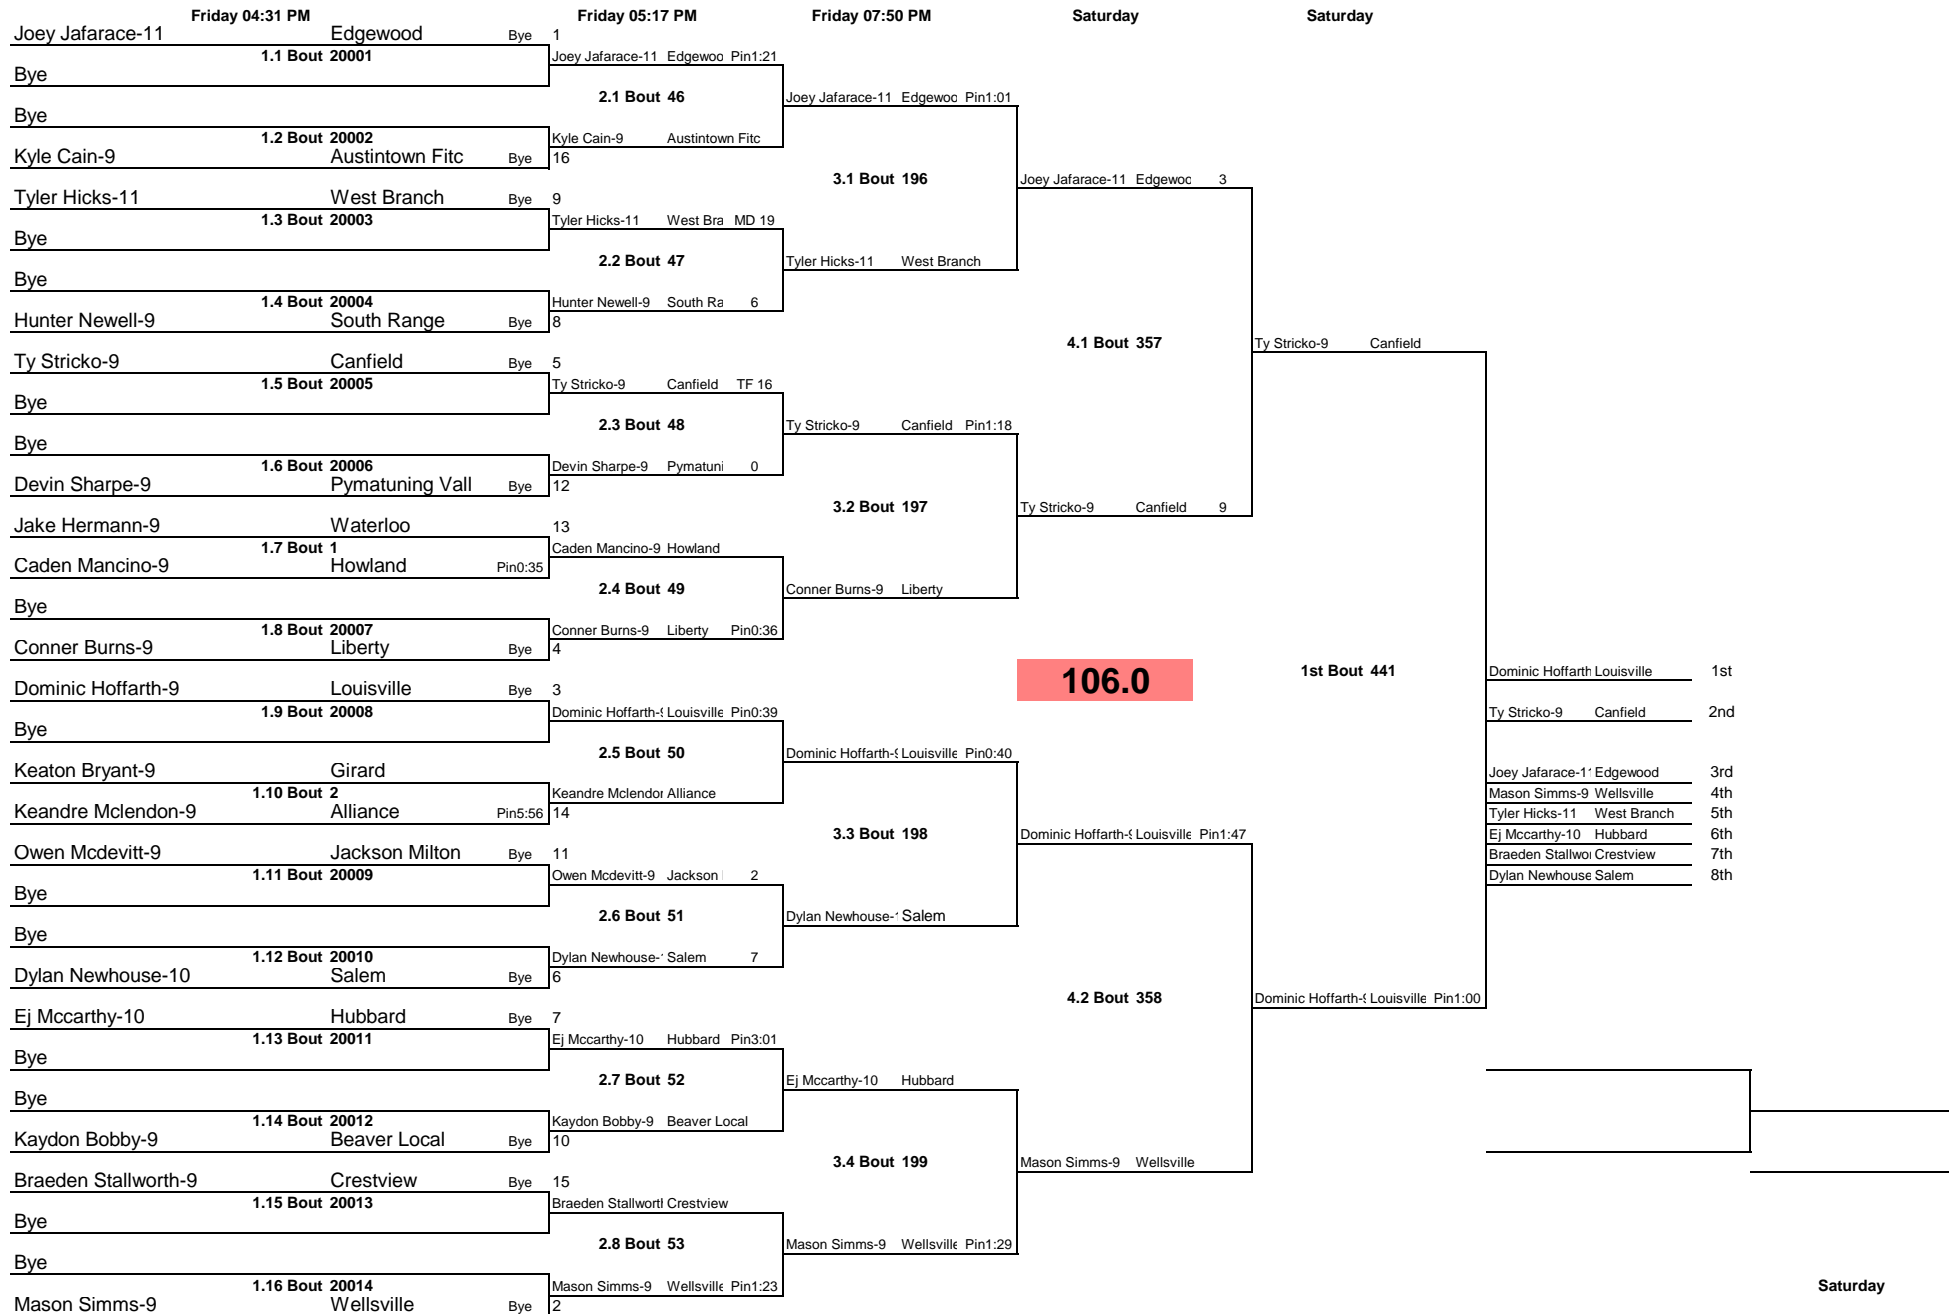 Friday 04:31 PM Friday 05:17 PM Friday 07:50 PM Saturday Saturday
Joey Jafarace-11 Edgewood Bye 1
1.1 Bout 20001
Bye
Joey Jafarace-11 Edgewoo Pin1:21
2.1 Bout 46
Bye
1.2 Bout 20002
Kyle Cain-9 Austintown Fitc Bye 16
Kyle Cain-9 Austintown Fitc
Joey Jafarace-11 Edgewoo Pin1:01
3.1 Bout 196
Tyler Hicks-11 West Branch Bye 9
1.3 Bout 20003
Bye
Tyler Hicks-11 West Bra MD 19
2.2 Bout 47
Bye
1.4 Bout 20004
Hunter Newell-9 South Range Bye 8
Hunter Newell-9 South Ra 6
Tyler Hicks-11 West Branch
Joey Jafarace-11 Edgewoo 3
4.1 Bout 357
Ty Stricko-9 Canfield
Ty Stricko-9 Canfield Bye 5
1.5 Bout 20005
Bye
Ty Stricko-9 Canfield TF 16
2.3 Bout 48
Bye
1.6 Bout 20006
Devin Sharpe-9 Pymatuning Vall Bye 12
Devin Sharpe-9 Pymatuni 0
Ty Stricko-9 Canfield Pin1:18
3.2 Bout 197
Ty Stricko-9 Canfield 9
Jake Hermann-9 Waterloo 13
1.7 Bout 1
Caden Mancino-9 Howland Pin0:35
Caden Mancino-9 Howland
2.4 Bout 49
Bye
1.8 Bout 20007
Conner Burns-9 Liberty Bye 4
Conner Burns-9 Liberty Pin0:36
Conner Burns-9 Liberty
106.0
1st Bout 441
Dominic Hoffarth Louisville 1st
Ty Stricko-9 Canfield 2nd
Joey Jafarace-1 Edgewood 3rd
Mason Simms-9 Wellsville 4th
Tyler Hicks-11 West Branch 5th
Ej Mccarthy-10 Hubbard 6th
Braeden Stallwo Crestview 7th
Dylan Newhouse Salem 8th
Dominic Hoffarth-9 Louisville Bye 3
1.9 Bout 20008
Bye
Dominic Hoffarth- Louisville Pin0:39
2.5 Bout 50
Keaton Bryant-9 Girard
1.10 Bout 2
Keandre Mclendon-9 Alliance Pin5:56 14
Keandre Mclendor Alliance
Dominic Hoffarth- Louisville Pin0:40
3.3 Bout 198
Dominic Hoffarth- Louisville Pin1:47
Owen Mcdevitt-9 Jackson Milton Bye 11
1.11 Bout 20009
Bye
Owen Mcdevitt-9 Jackson 2
2.6 Bout 51
Bye
1.12 Bout 20010
Dylan Newhouse-10 Salem Bye 6
Dylan Newhouse- Salem 7
Dylan Newhouse- Salem
4.2 Bout 358
Dominic Hoffarth- Louisville Pin1:00
Ej Mccarthy-10 Hubbard Bye 7
1.13 Bout 20011
Bye
Ej Mccarthy-10 Hubbard Pin3:01
2.7 Bout 52
Bye
1.14 Bout 20012
Kaydon Bobby-9 Beaver Local Bye 10
Kaydon Bobby-9 Beaver Local
Ej Mccarthy-10 Hubbard
3.4 Bout 199
Mason Simms-9 Wellsville
Braeden Stallworth-9 Crestview Bye 15
1.15 Bout 20013
Bye
Braeden Stallwort Crestview
2.8 Bout 53
Bye
1.16 Bout 20014
Mason Simms-9 Wellsville Bye 2
Mason Simms-9 Wellsville Pin1:23
Mason Simms-9 Wellsville Pin1:29
Saturday